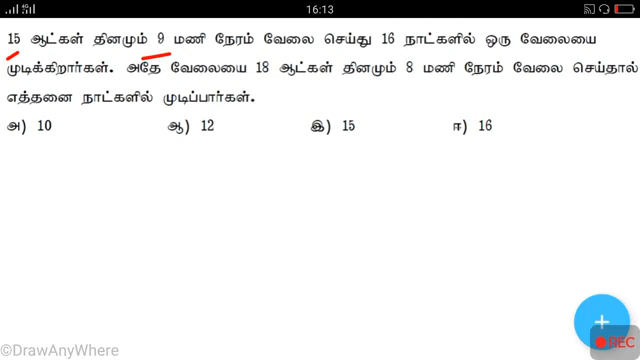 16:13
15 ஆட்கள் தினமும் 9 மணி நேரம் வேலை செய்து 16 நாட்களில் ஒரு வேலையை
முடிக்கிறார்கள். அதே வேலையை 18 ஆட்கள் தினமும் 8 மணி நேரம் வேலை செய்தால்
எத்தனை நாட்களில் முடிப்பார்கள்.
அ) 10 ஆ) 12 இ) 15 ஈ) 16
REC
©DrawAnyWhere